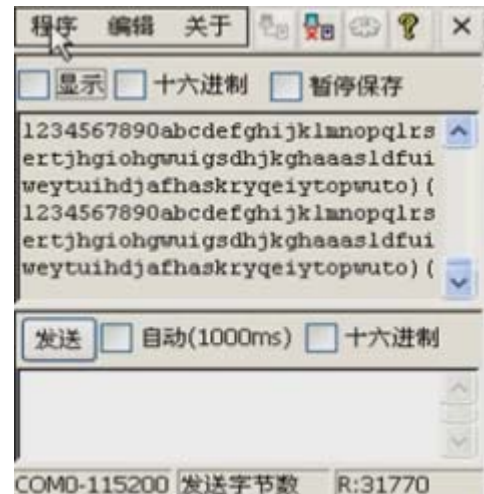 程序 编辑 关于
显示 十六进制 暂停保存
1234567890abcdefghijklmnopqlrs
ertjhgiohgwuigsdhjkghaaasldfui
weytuihdjafhaskryqeiytopwuto)(
1234567890abcdefghijklmnopqlrs
ertjhgiohgwuigsdhjkghaaasldfui
weytuihdjafhaskryqeiytopwuto)(
发送 自动(1000ms) 十六进制
COM0-115200 发送字节数 R:31770